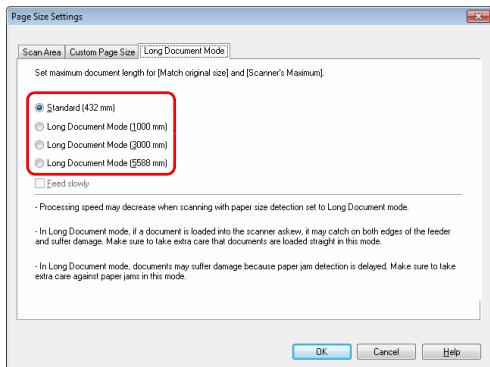 Page Size Settings
Scan Area Custom Page Size Long Document Mode
Set maximum document length for [Match original size] and [Scanner's Maximum].
Standard (432 mm)
Long Document Mode (1000 mm)
Long Document Mode (3000 mm)
Long Document Mode (5588 mm)
Feed slowly
- Processing speed may decrease when scanning with paper size detection set to Long Document mode.
- In Long Document mode, if a document is loaded into the scanner askew, it may catch on both edges of the feeder
and suffer damage. Make sure to take extra care that documents are loaded straight in this mode.
- In Long Document mode, documents may suffer damage because paper jam detection is delayed. Make sure to take
extra care against paper jams in this mode.
OK Cancel Help